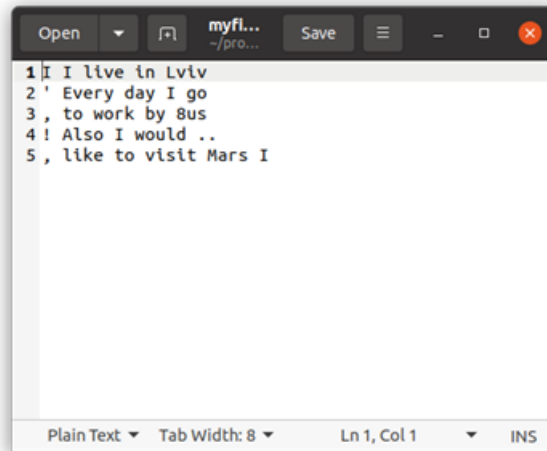 Open
myfi...
~/pro...
Save
1 I I live in Lviv
2 ' Every day I go
3 , to work by 8us
4 ! Also I would ..
5 , like to visit Mars I
Plain Text Tab Width: 8 Ln 1, Col 1 INS